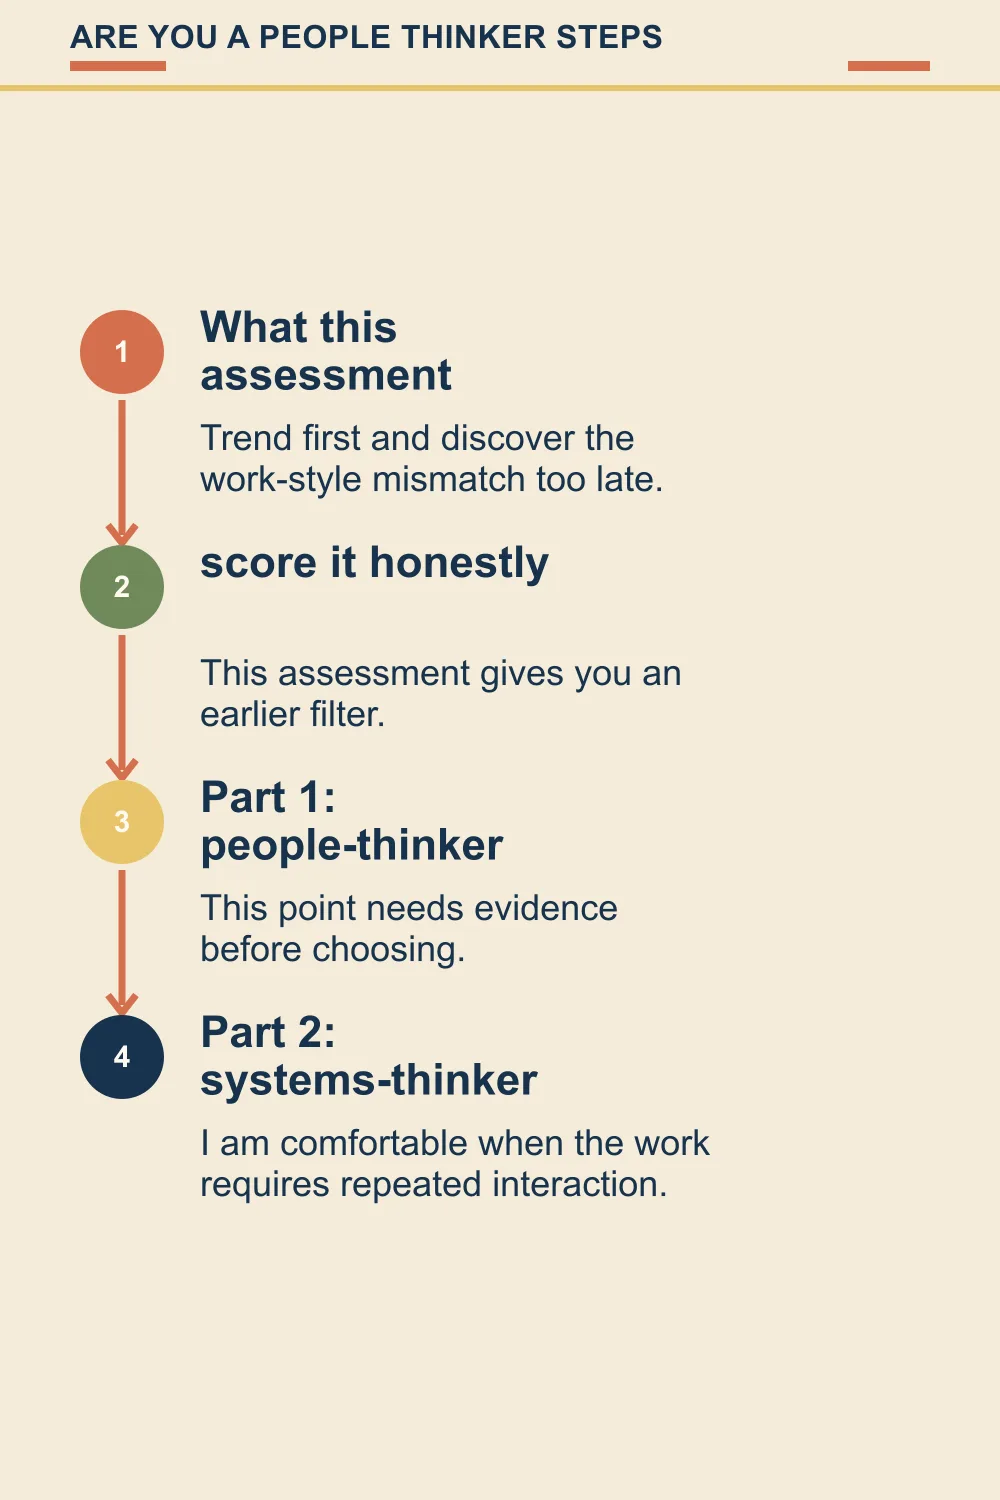 ARE YOU A PEOPLE THINKER STEPS
1
What this
assessment
Trend first and discover the
work-style mismatch too late.
2
score it honestly
This assessment gives you an
earlier filter.
3
Part 1:
people-thinker
This point needs evidence
before choosing.
4
Part 2:
systems-thinker
I am comfortable when the work
requires repeated interaction.